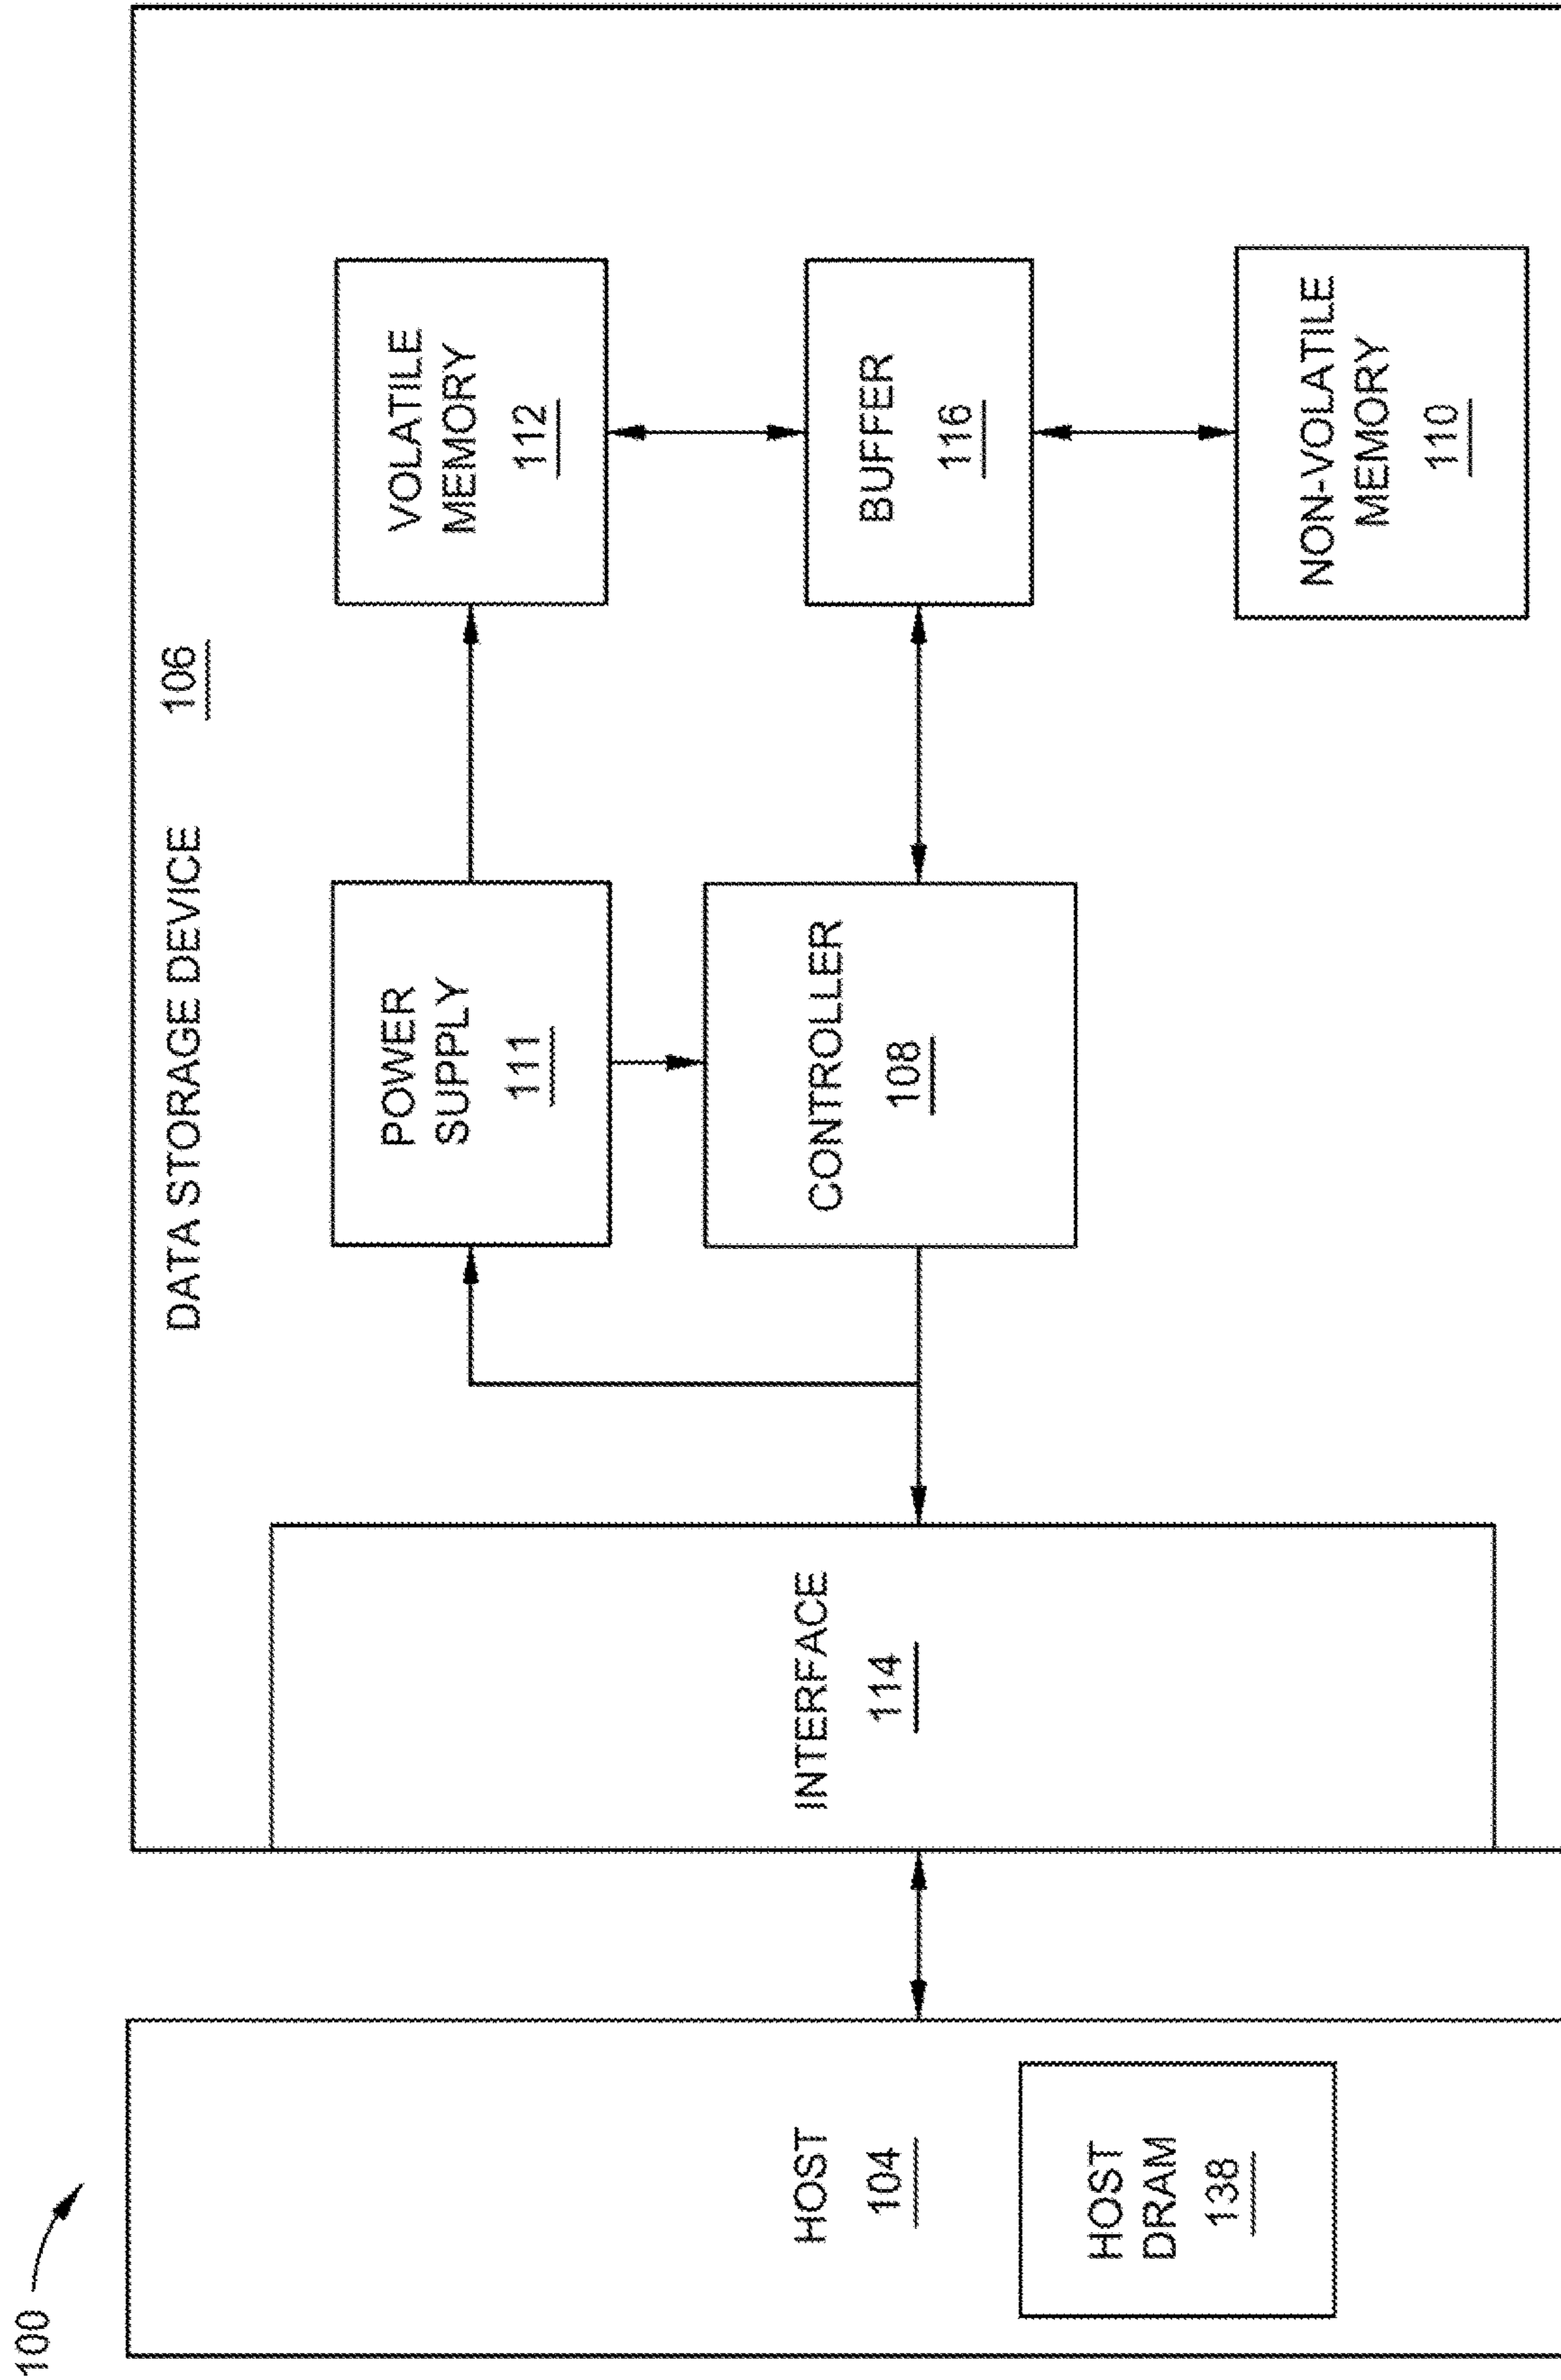 100
HOST
104
HOST
DRAM
138
DATA STORAGE DEVICE 106
INTERFACE
114
POWER
SUPPLY
111
CONTROLLER
108
VOLATILE
MEMORY
112
BUFFER
116
NON-VOLATILE
MEMORY
110